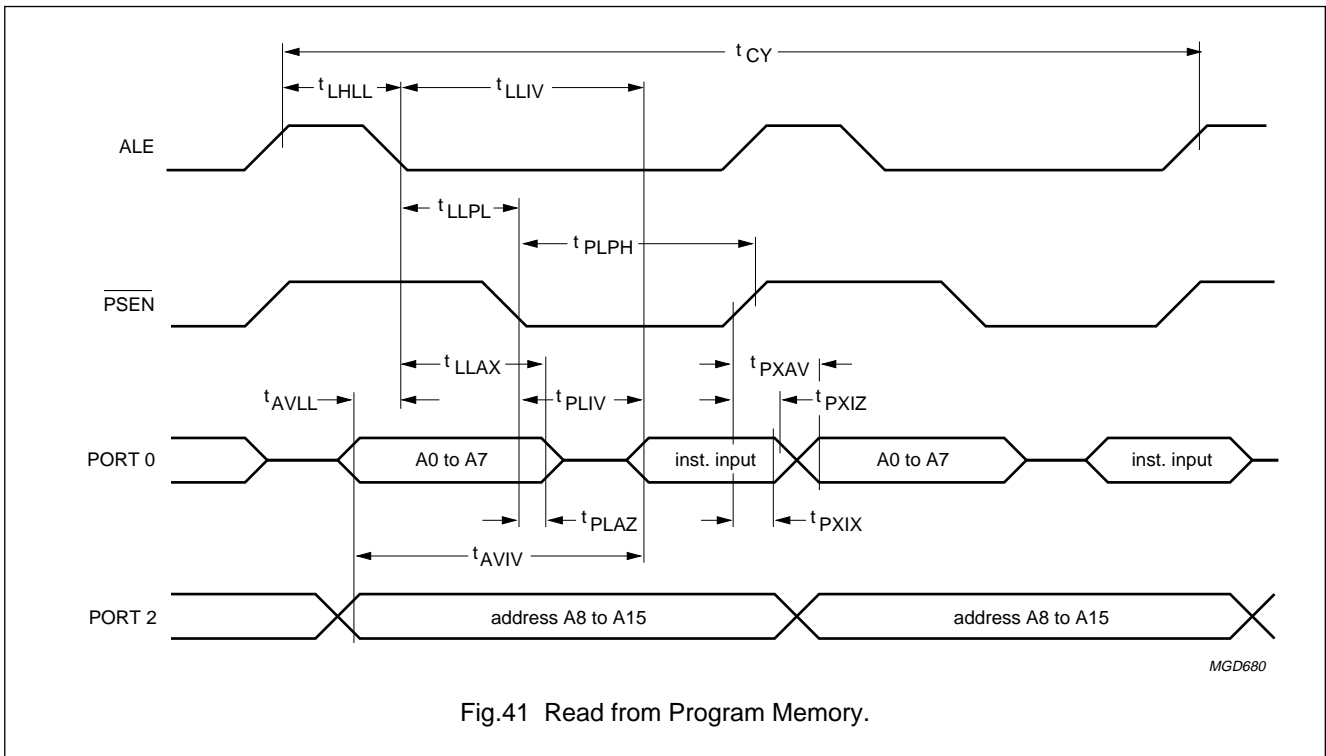 t CY
t LHLL
t LLIV
ALE
t LLPL
t PLPH
PSEN
t LLAX
t PXAV
t AVLL
t PLIV
t PXIZ
PORT 0
A0 to A7
inst. input
A0 to A7
inst. input
t PLAZ
t PXIX
t AVIV
PORT 2
address A8 to A15
address A8 to A15
MGD680
Fig.41 Read from Program Memory.